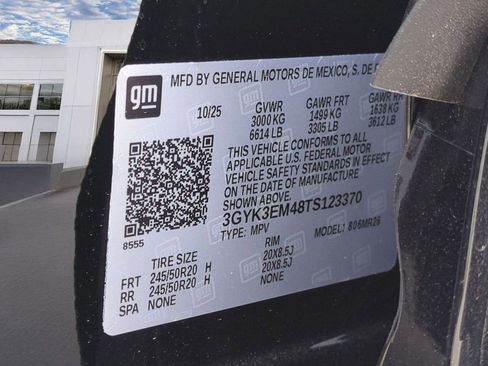 gm
MFD BY GENERAL MOTORS DE MEXICO, S. DE
10/25 GVWR GAWR FRT GAWR RR
3000 KG 1499 KG 1638 KG
6614 LB 3305 LB 3612 LB
THIS VEHICLE CONFORMS TO ALL
APPLICABLE U.S. FEDERAL MOTOR
VEHICLE SAFETY STANDARDS IN EFFECT
ON THE DATE OF MANUFACTURE
SHOWN ABOVE.
3GYK3EM48TS123370
8555 TYPE: MPV MODEL: 806MR26
TIRE SIZE RIM
FRT 245/50R20 H 20X8.5J
RR 245/50R20 H 20X8.5J
SPA NONE NONE